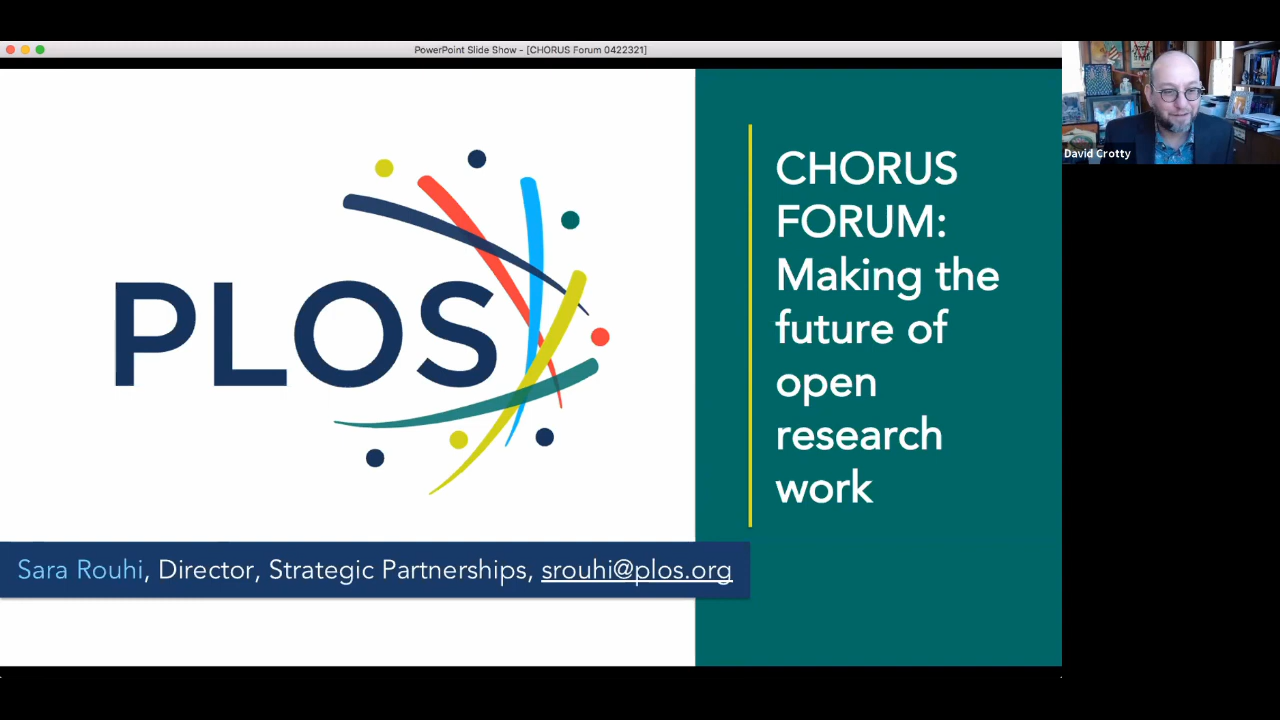 PowerPoint Slide Show - [CHORUS Forum 0422321]
David Crotty
PLOS
CHORUS
FORUM:
Making the
future of
open
research
work
Sara Rouhi, Director, Strategic Partnerships, srouhi@plos.org